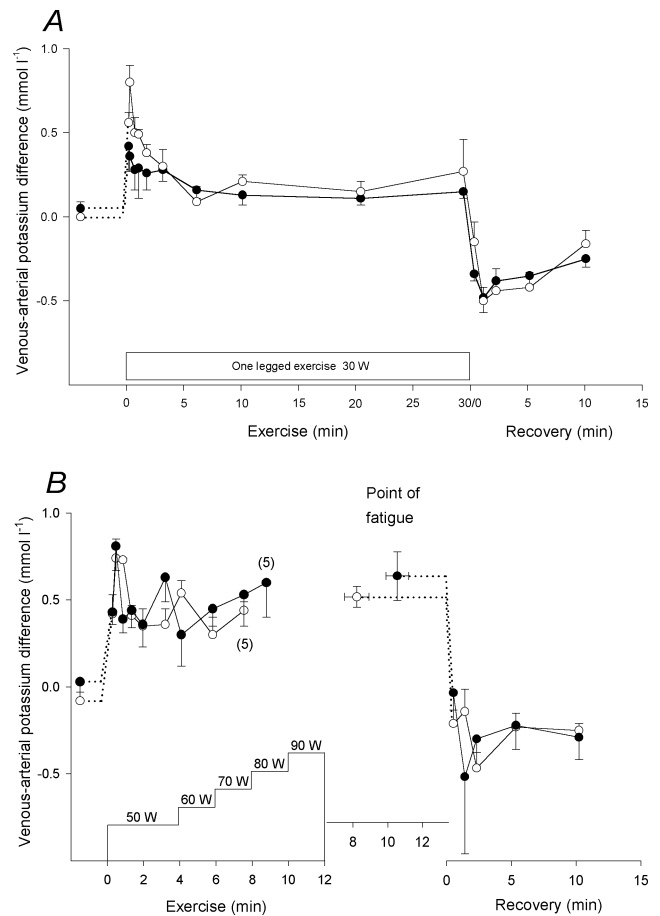 A
Venous-arterial potassium difference (mmol l⁻¹)
1.0
0.5
0.0
-0.5
One legged exercise 30 W
0 5 10 15 20 25 30/0 5 10 15
Exercise (min) Recovery (min)
B
Venous-arterial potassium difference (mmol l⁻¹)
Point of
fatigue
1.0
0.5
0.0
-0.5
(5)
(5)
50 W
60 W
70 W
80 W
90 W
8 10 12
0 2 4 6 8 10 12 0 5 10 15
Exercise (min) Recovery (min)